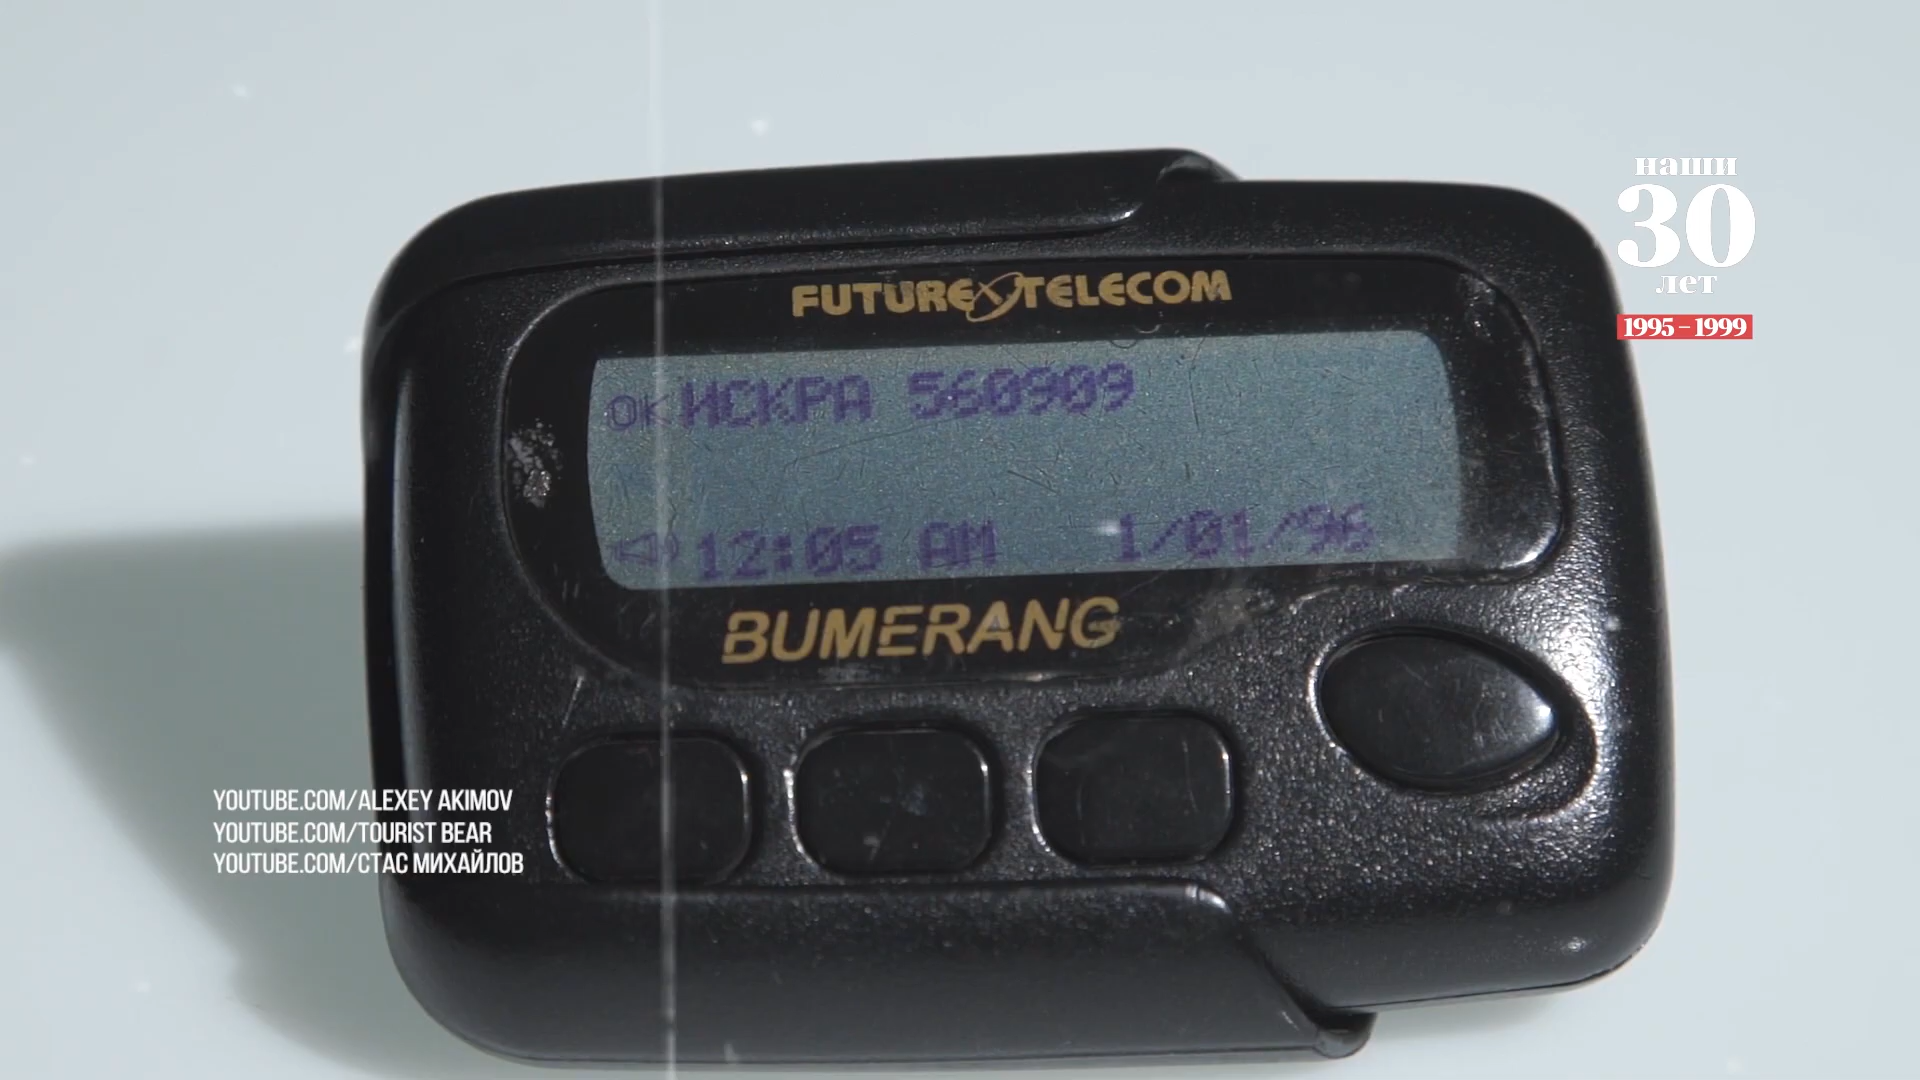 наши
30
лет
1995 – 1999
FUTURE TELECOM
OK ИСКРА 560909
12:05 AM 1/01/96
BUMERANG
YOUTUBE.COM/ALEXEY AKIMOV
YOUTUBE.COM/TOURIST BEAR
YOUTUBE.COM/СТАС МИХАЙЛОВ